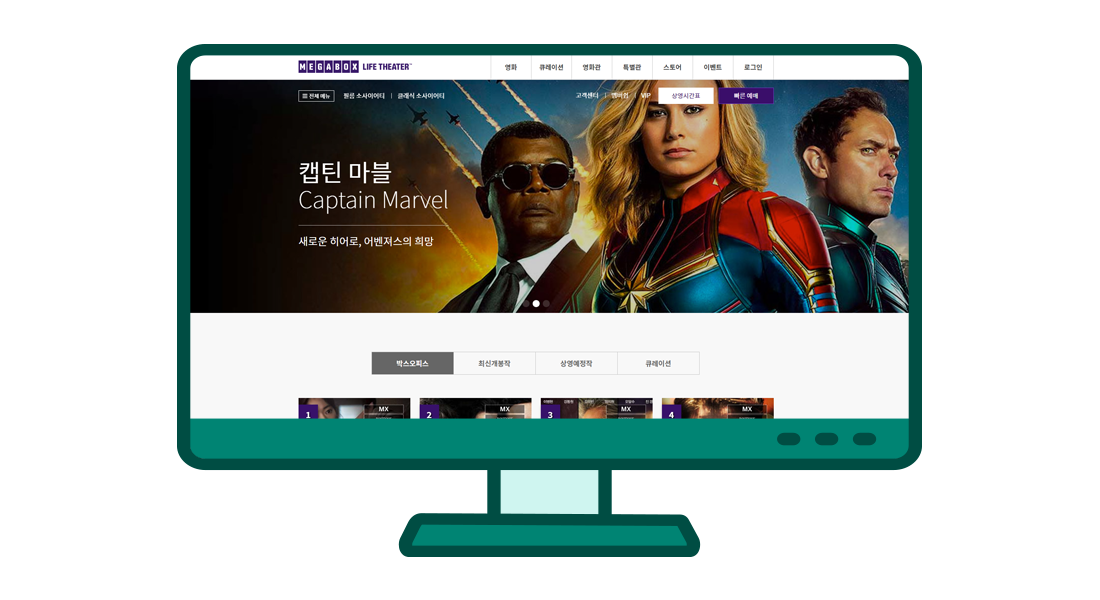 MEGABOX LIFE THEATER™
영화 큐레이션 영화관 특별관 스토어 이벤트 로그인
전체 메뉴 필름 소사이어티 | 클래식 소사이어티
고객센터 | 멤버쉽 | VIP 상영시간표 빠른 예매
캡틴 마블
Captain Marvel
새로운 히어로, 어벤져스의 희망
박스오피스 최신개봉작 상영예정작 큐레이션
1 MX 2 MX 3 MX 4 MX